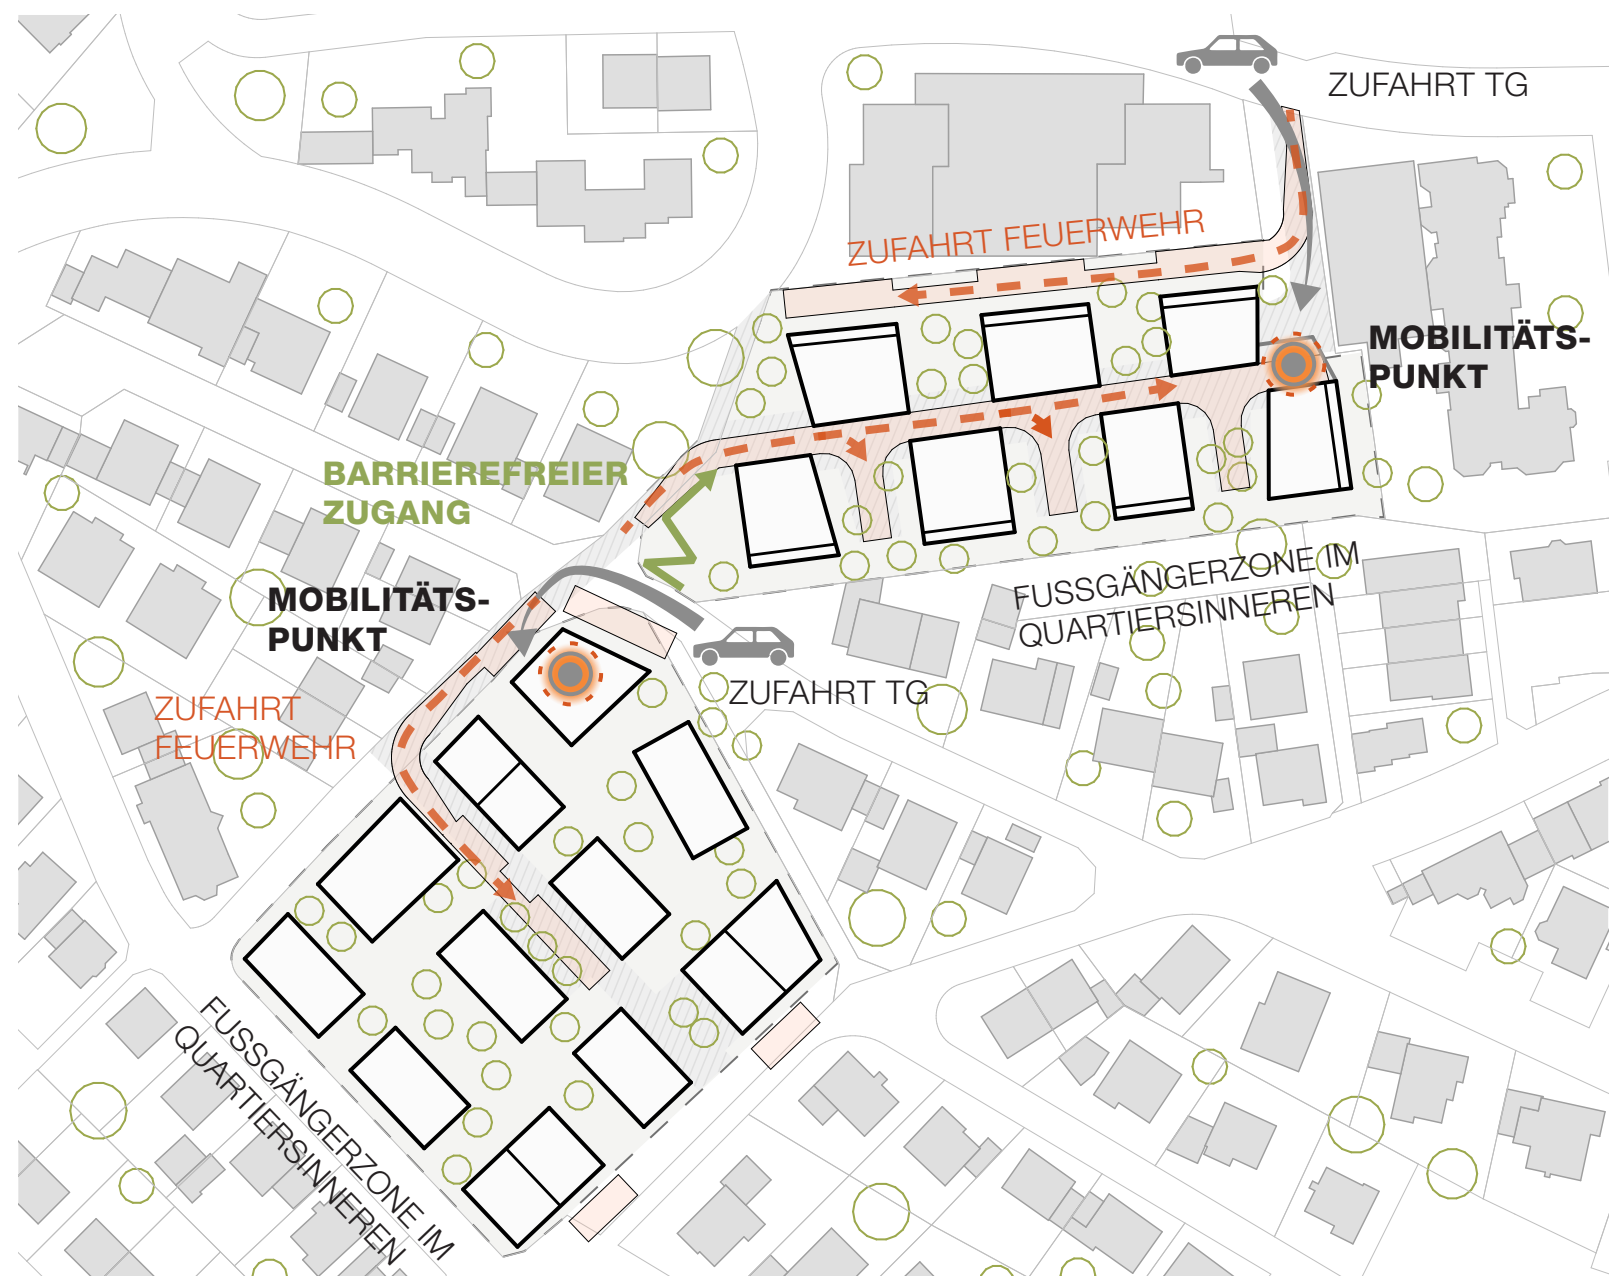 ZUFAHRT TG
ZUFAHRT FEUERWEHR
MOBILITÄTS-
PUNKT
BARRIEREFREIER
ZUGANG
FUSSGÄNGERZONE IM
QUARTIERSINNEREN
MOBILITÄTS-
PUNKT
ZUFAHRT TG
ZUFAHRT
FEUERWEHR
FUSSGÄNGERZONE IM
QUARTIERSINNEREN